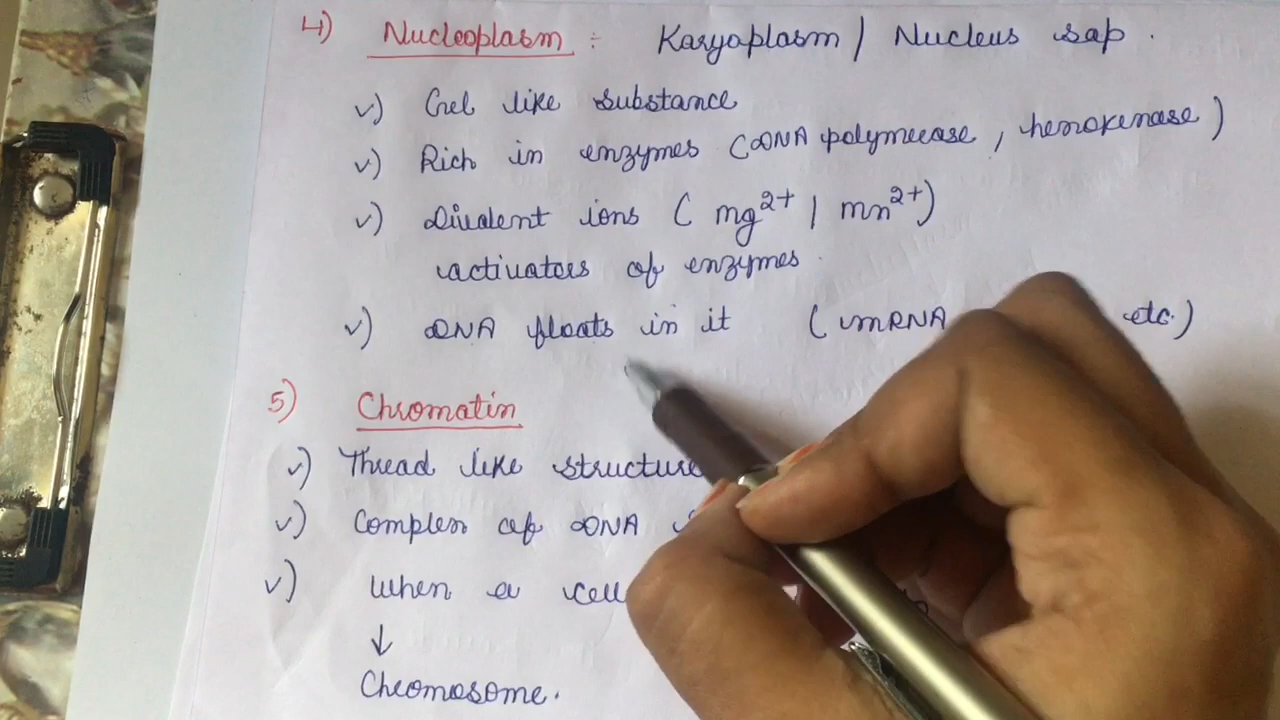 4) Nucleoplasm : Karyoplasm / Nucleus sap.
✓) Gel like substance
✓) Rich in enzymes (DNA polymerase, hemokenase)
✓) Divalent ions ( mg2+ / mn2+)
activators of enzymes
✓) DNA floats in it ( mRNA etc.)
5) Chromatin
✓) Thread like structure
✓) Complex of DNA
✓) When a cell
↓
Chromosome.